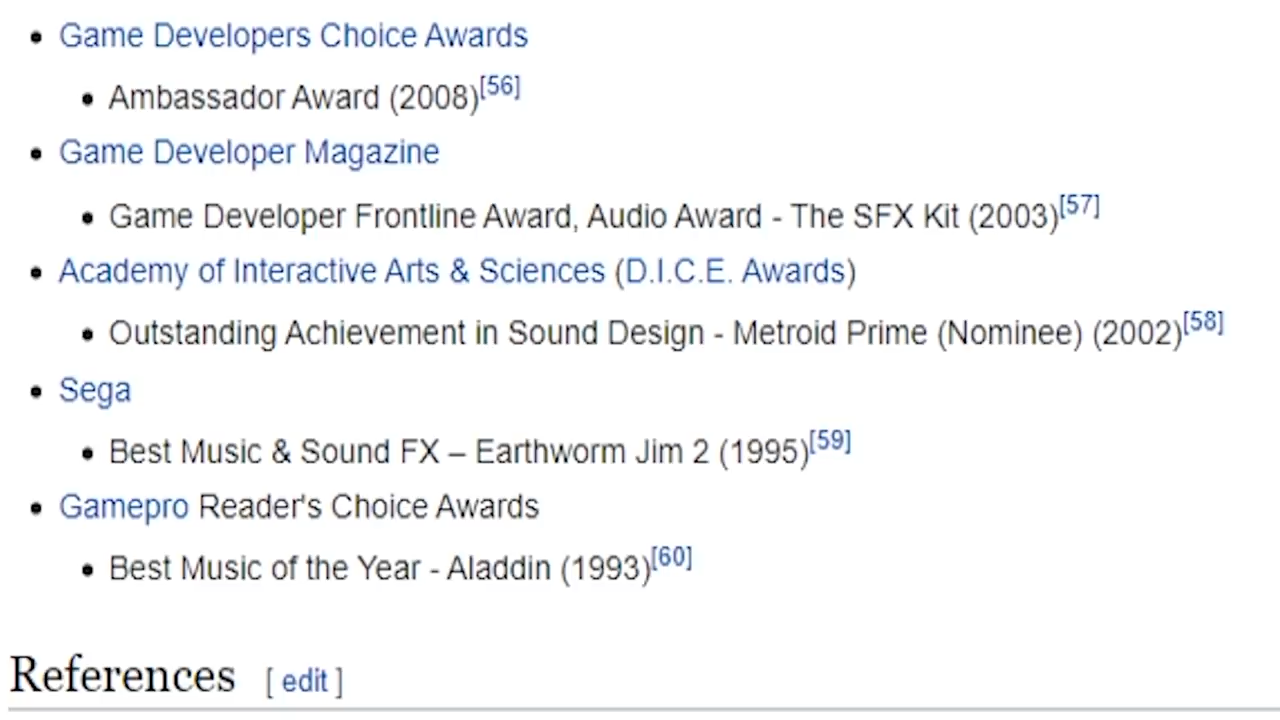 Game Developers Choice Awards
Ambassador Award (2008)[56]
Game Developer Magazine
Game Developer Frontline Award, Audio Award - The SFX Kit (2003)[57]
Academy of Interactive Arts & Sciences (D.I.C.E. Awards)
Outstanding Achievement in Sound Design - Metroid Prime (Nominee) (2002)[58]
Sega
Best Music & Sound FX – Earthworm Jim 2 (1995)[59]
Gamepro Reader's Choice Awards
Best Music of the Year - Aladdin (1993)[60]
References [ edit ]